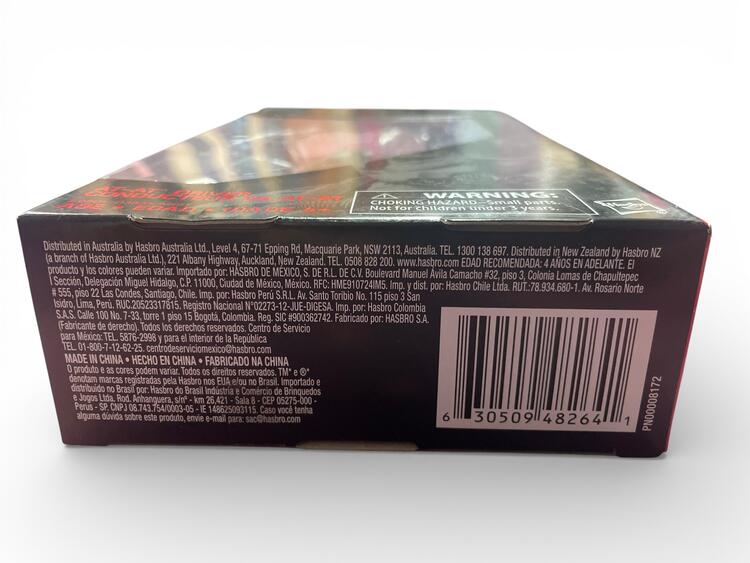 WARNING:
CHOKING HAZARD–Small parts.
Not for children under 3 years.
Hasbro
Distributed in Australia by Hasbro Australia Ltd., Level 4, 67-71 Epping Rd, Macquarie Park, NSW 2113, Australia. TEL. 1300 138 697. Distributed in New Zealand by Hasbro NZ
(a branch of Hasbro Australia Ltd.), 221 Albany Highway, Auckland, New Zealand. TEL. 0508 828 200. www.hasbro.com EDAD RECOMENDADA: 4 AÑOS EN ADELANTE. El
producto y los colores pueden variar. Importado por: HASBRO DE MEXICO, S. DE R.L. DE C.V. Boulevard Manuel Ávila Camacho #32, piso 3, Colonia Lomas de Chapultepec
I Sección, Delegación Miguel Hidalgo, C.P. 11000, Ciudad de México, México. RFC: HME910724IM5. Imp. y dist. por: Hasbro Chile Ltda. RUT:78.934.680-1. Av. Rosario Norte
# 555, piso 22 Las Condes, Santiago, Chile. Imp. por: Hasbro Perú S.R.L. Av. Santo Toribio No. 115 piso 3 San
Isidro, Lima, Perú. RUC.20523317815. Registro Nacional N°02273-12-JUE-DIGESA. Imp. por: Hasbro Colombia
S.A.S. Calle 100 No. 7-33, torre 1 piso 15 Bogotá, Colombia. Reg. SIC #900362742. Fabricado por: HASBRO S.A.
(Fabricante de derecho). Todos los derechos reservados. Centro de Servicio
para México: TEL. 5876-2998 y para el interior de la República
TEL. 01-800-7-12-62-25. centrodeserviciomexico@hasbro.com
MADE IN CHINA • HECHO EN CHINA • FABRICADO NA CHINA
O produto e as cores podem variar. Todos os direitos reservados. TM* e ®*
denotam marcas registradas pela Hasbro nos EUA e/ou no Brasil. Importado e
distribuído no Brasil por: Hasbro do Brasil Indústria e Comércio de Brinquedos
e Jogos Ltda. Rod. Anhanguera, s/nº - km 26,421 - Sala 8 - CEP 05275-000 -
Perus - SP. CNPJ 08.743.754/0003-05 - IE 148625093115. Caso você tenha
alguma dúvida sobre este produto, envie e-mail para: sac@hasbro.com
6 30509 48264 1
PN00008172